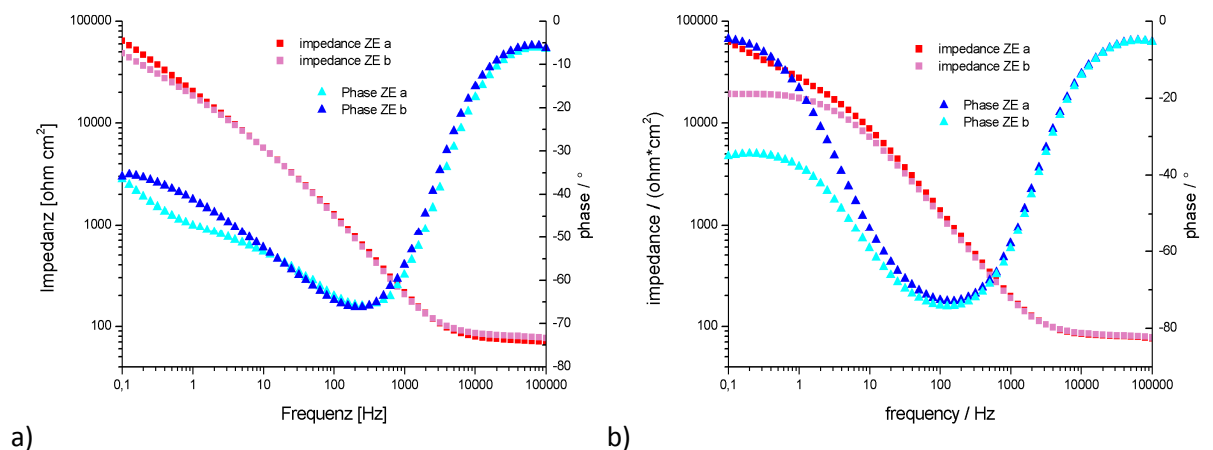 100000
10000
1000
100
0
-10
-20
-30
-40
-50
-60
-70
-80
impedance ZE a
impedance ZE b
Phase ZE a
Phase ZE b
Impedanz [ohm cm²]
phase / °
0,1 1 10 100 1000 10000 100000
Frequenz [Hz]
a)
100000
10000
1000
100
0
-20
-40
-60
-80
impedance ZE a
impedance ZE b
Phase ZE a
Phase ZE b
impedance / (ohm*cm²)
phase / °
0,1 1 10 100 1000 10000 100000
frequency / Hz
b)